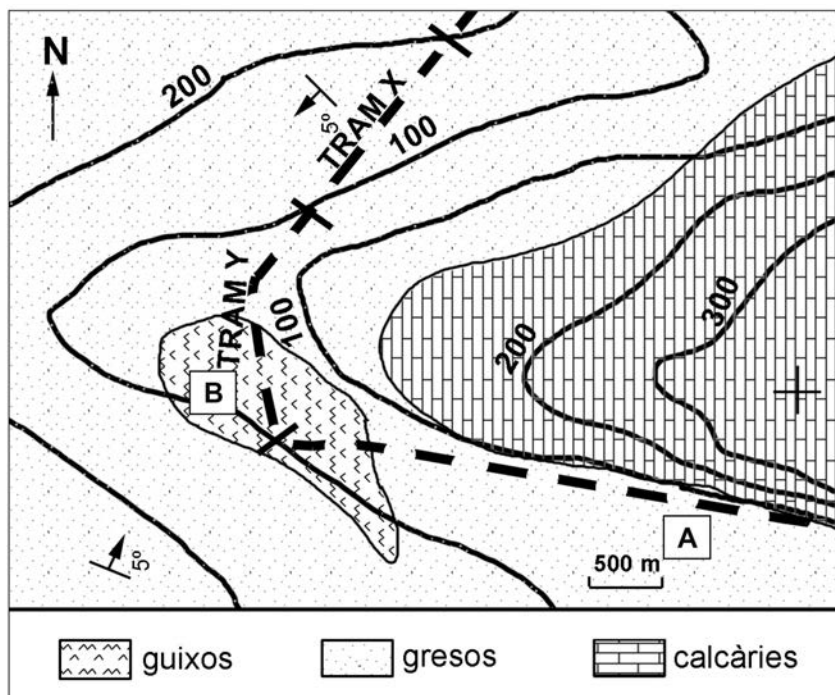 N
200
5º
TRAM X
100
TRAM Y
100
200
300
B
5º
A
500 m
guixos
gresos
calcàries